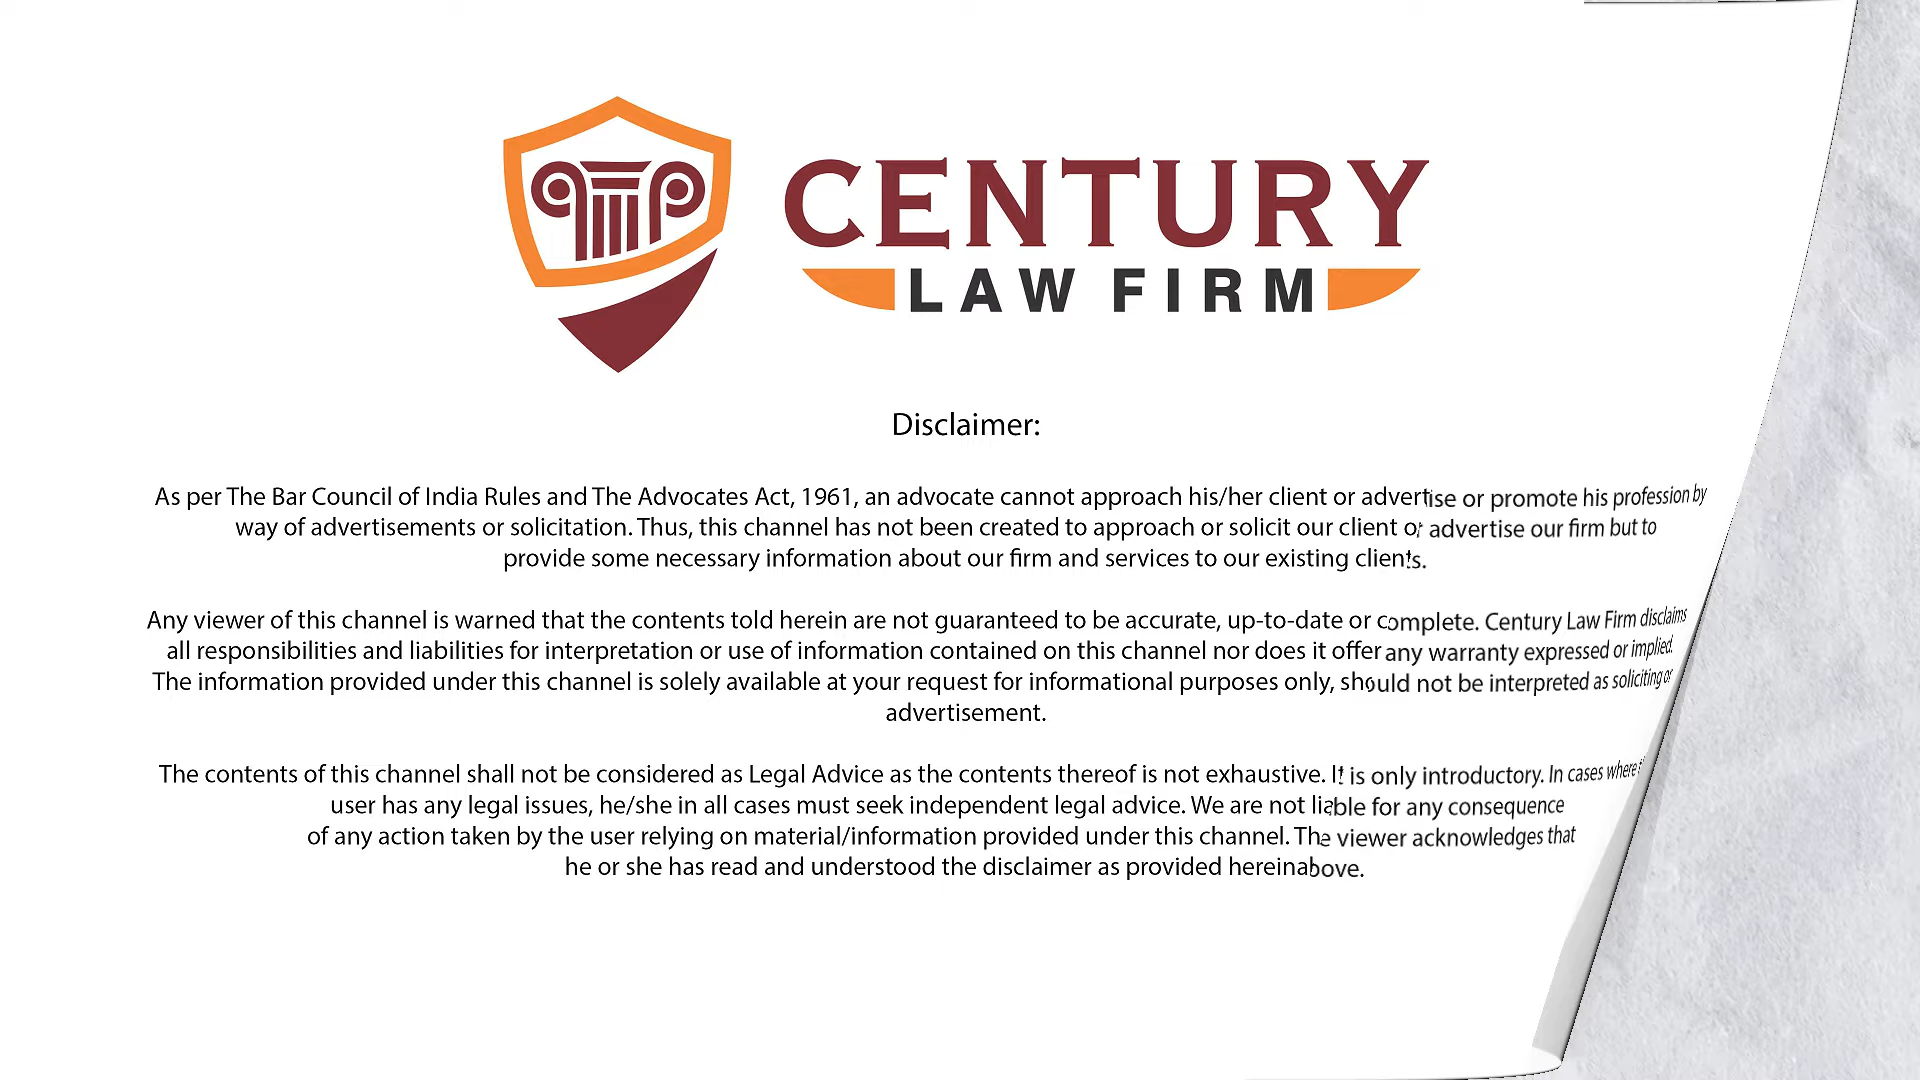 CENTURY
LAW FIRM
Disclaimer:
As per The Bar Council of India Rules and The Advocates Act, 1961, an advocate cannot approach his/her client or advertise or promote his profession by
way of advertisements or solicitation. Thus, this channel has not been created to approach or solicit our client or advertise our firm but to
provide some necessary information about our firm and services to our existing clients.
Any viewer of this channel is warned that the contents told herein are not guaranteed to be accurate, up-to-date or complete. Century Law Firm disclaims
all responsibilities and liabilities for interpretation or use of information contained on this channel nor does it offer any warranty expressed or implied.
The information provided under this channel is solely available at your request for informational purposes only, should not be interpreted as soliciting or
advertisement.
The contents of this channel shall not be considered as Legal Advice as the contents thereof is not exhaustive. It is only introductory. In cases where
user has any legal issues, he/she in all cases must seek independent legal advice. We are not liable for any consequence
of any action taken by the user relying on material/information provided under this channel. The viewer acknowledges that
he or she has read and understood the disclaimer as provided hereinabove.